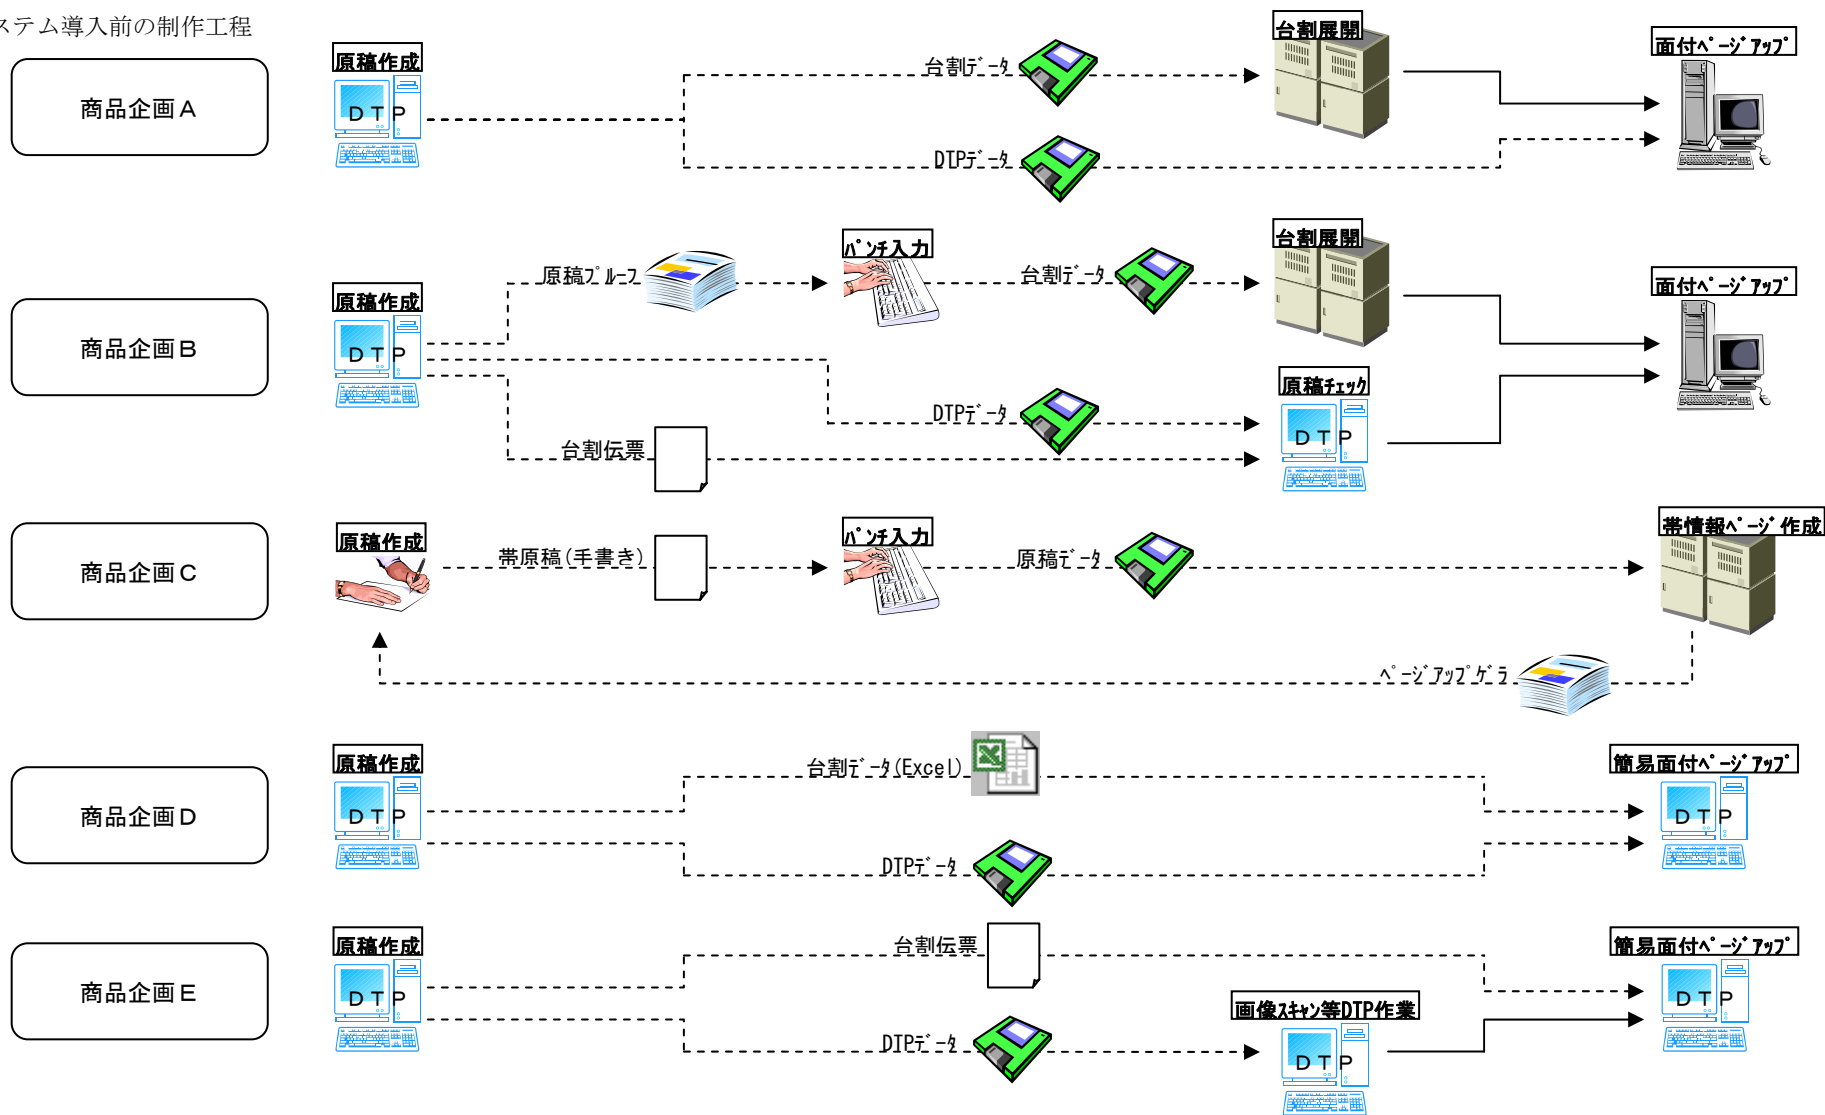 ステム導入前の制作工程
商品企画A
原稿作成
DTP
台割ﾃﾞｰﾀ
DTPﾃﾞｰﾀ
台割展開
面付ﾍﾟｰｼﾞｱｯﾌﾟ
商品企画B
原稿作成
DTP
原稿ﾌﾟﾙｰﾌ
ﾊﾟﾝﾁ入力
台割ﾃﾞｰﾀ
台割展開
DTPﾃﾞｰﾀ
台割伝票
原稿ﾁｪｯｸ
DTP
面付ﾍﾟｰｼﾞｱｯﾌﾟ
商品企画C
原稿作成
帯原稿(手書き)
ﾊﾟﾝﾁ入力
原稿ﾃﾞｰﾀ
帯情報ﾍﾟｰｼﾞ作成
ﾍﾟｰｼﾞｱｯﾌﾟｹﾞﾗ
商品企画D
原稿作成
DTP
台割ﾃﾞｰﾀ(Excel)
DTPﾃﾞｰﾀ
簡易面付ﾍﾟｰｼﾞｱｯﾌﾟ
DTP
商品企画E
原稿作成
DTP
台割伝票
DTPﾃﾞｰﾀ
画像ｽｷｬﾝ等DTP作業
DTP
簡易面付ﾍﾟｰｼﾞｱｯﾌﾟ
DTP